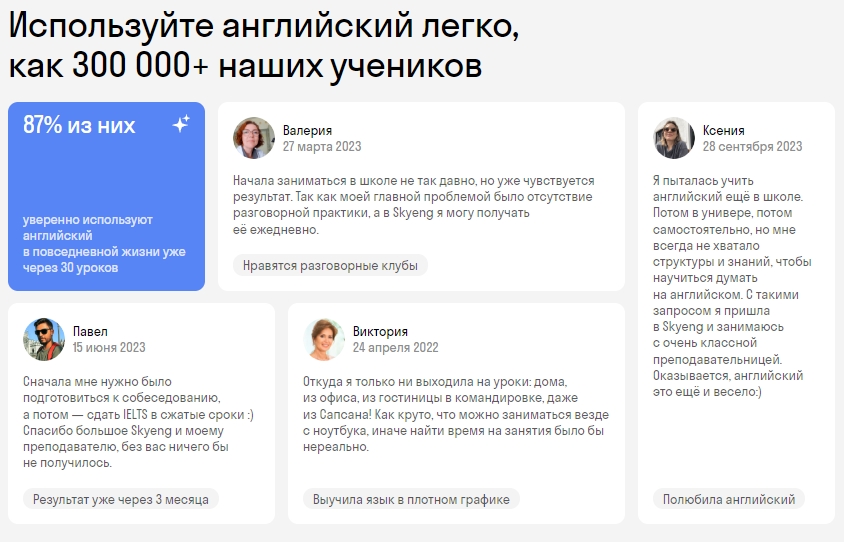 Используйте английский легко,
как 300 000+ наших учеников
87% из них
уверенно используют
английский
в повседневной жизни уже
через 30 уроков
Валерия
27 марта 2023
Начала заниматься в школе не так давно, но уже чувствуется
результат. Так как моей главной проблемой было отсутствие
разговорной практики, а в Skyeng я могу получать
её ежедневно.
Нравятся разговорные клубы
Ксения
28 сентября 2023
Я пыталась учить
английский ещё в школе.
Потом в универе, потом
самостоятельно, но мне
всегда не хватало
структуры и знаний, чтобы
научиться думать
на английском. С такими
запросом я пришла
в Skyeng и занимаюсь
с очень классной
преподавательницей.
Оказывается, английский
это ещё и весело:)
Полюбила английский
Павел
15 июня 2023
Сначала мне нужно было
подготовиться к собеседованию,
а потом — сдать IELTS в сжатые сроки :)
Спасибо большое Skyeng и моему
преподавателю, без вас ничего бы
не получилось.
Результат уже через 3 месяца
Виктория
24 апреля 2022
Откуда я только ни выходила на уроки: дома,
из офиса, из гостиницы в командировке, даже
из Сапсана! Как круто, что можно заниматься везде
с ноутбука, иначе найти время на занятия было бы
нереально.
Выучила язык в плотном графике